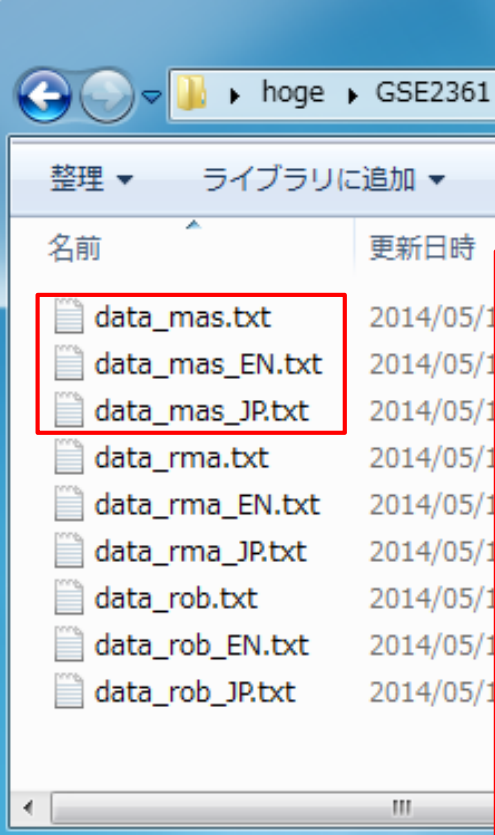 hoge GSE2361
整理 ライブラリに追加
名前 更新日時
data_mas.txt 2014/05/1
data_mas_EN.txt 2014/05/1
data_mas_JP.txt 2014/05/1
data_rma.txt 2014/05/1
data_rma_EN.txt 2014/05/1
data_rma_JP.txt 2014/05/1
data_rob.txt 2014/05/1
data_rob_EN.txt 2014/05/1
data_rob_JP.txt 2014/05/1